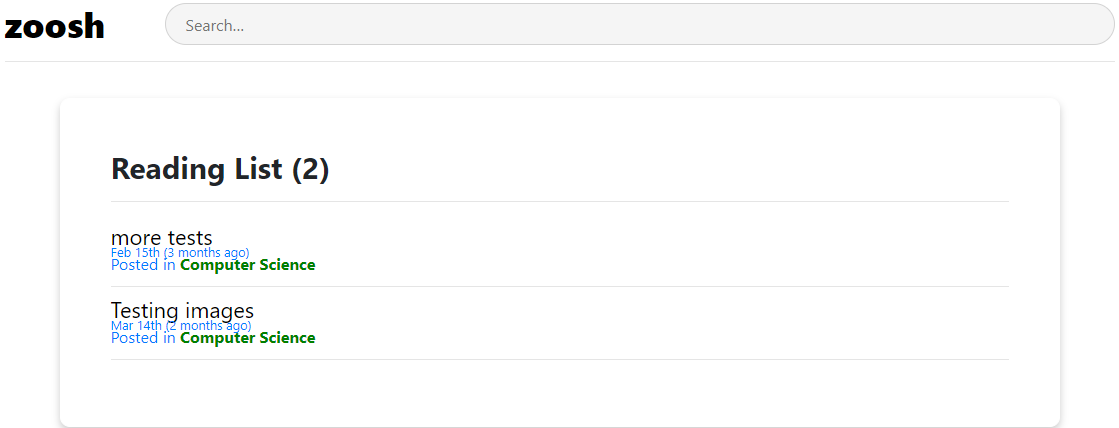 zoosh
Search...
Reading List (2)
more tests
Feb 15th (3 months ago)
Posted in Computer Science
Testing images
Mar 14th (2 months ago)
Posted in Computer Science